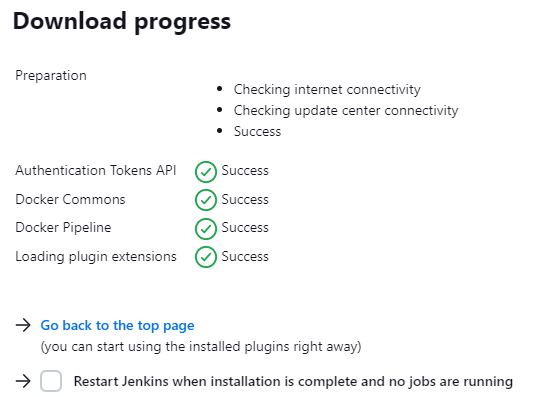 Download progress
Preparation
Checking internet connectivity
Checking update center connectivity
Success
Authentication Tokens API Success
Docker Commons Success
Docker Pipeline Success
Loading plugin extensions Success
Go back to the top page
(you can start using the installed plugins right away)
Restart Jenkins when installation is complete and no jobs are running